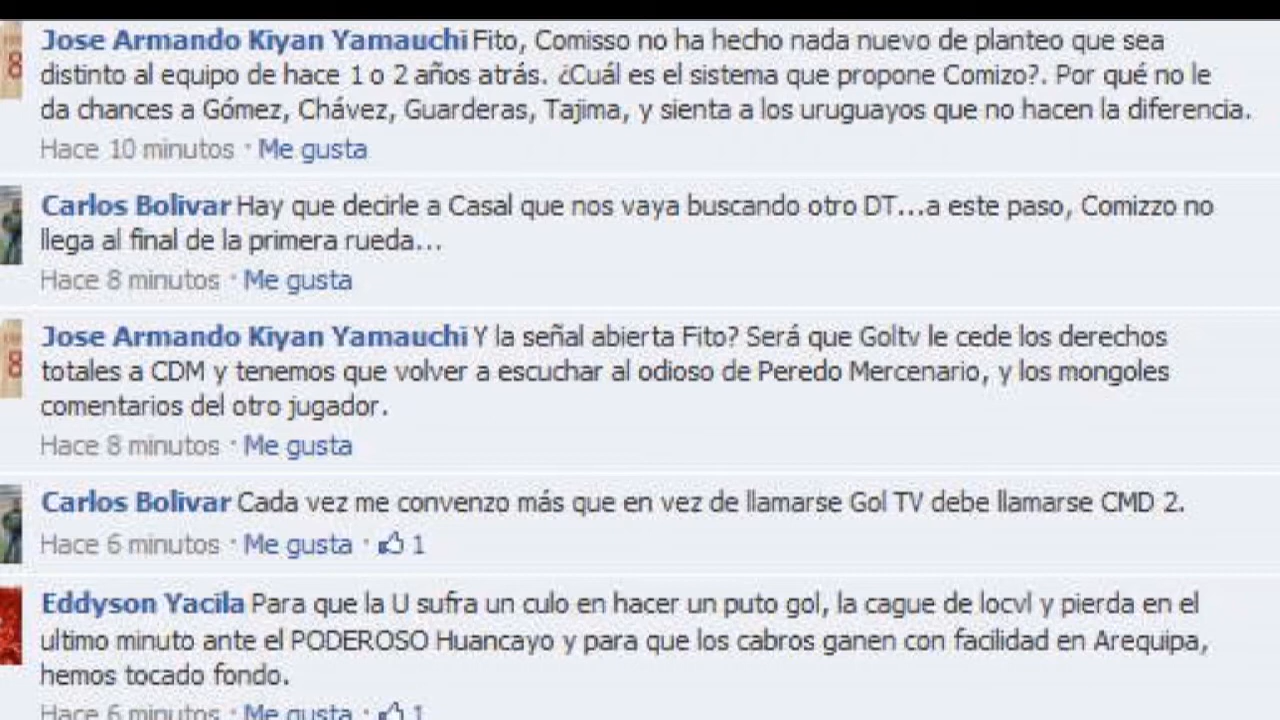 Jose Armando Kiyan Yamauchi Fito, Comisso no ha hecho nada nuevo de planteo que sea
distinto al equipo de hace 1 o 2 años atrás. ¿Cuál es el sistema que propone Comizo?. Por qué no le
da chances a Gómez, Chávez, Guarderas, Tajima, y sienta a los uruguayos que no hacen la diferencia.
Hace 10 minutos · Me gusta
Carlos Bolivar Hay que decirle a Casal que nos vaya buscando otro DT...a este paso, Comizzo no
llega al final de la primera rueda...
Hace 8 minutos · Me gusta
Jose Armando Kiyan Yamauchi Y la señal abierta Fito? Será que Goltv le cede los derechos
totales a CDM y tenemos que volver a escuchar al odioso de Peredo Mercenario, y los mongoles
comentarios del otro jugador.
Hace 8 minutos · Me gusta
Carlos Bolivar Cada vez me convenzo más que en vez de llamarse Gol TV debe llamarse CMD 2.
Hace 6 minutos · Me gusta · 1
Eddyson Yacila Para que la U sufra un culo en hacer un puto gol, la cague de locvl y pierda en el
ultimo minuto ante el PODEROSO Huancayo y para que los cabros ganen con facilidad en Arequipa,
hemos tocado fondo.
Hace 6 minutos · Me gusta · 1
8
8